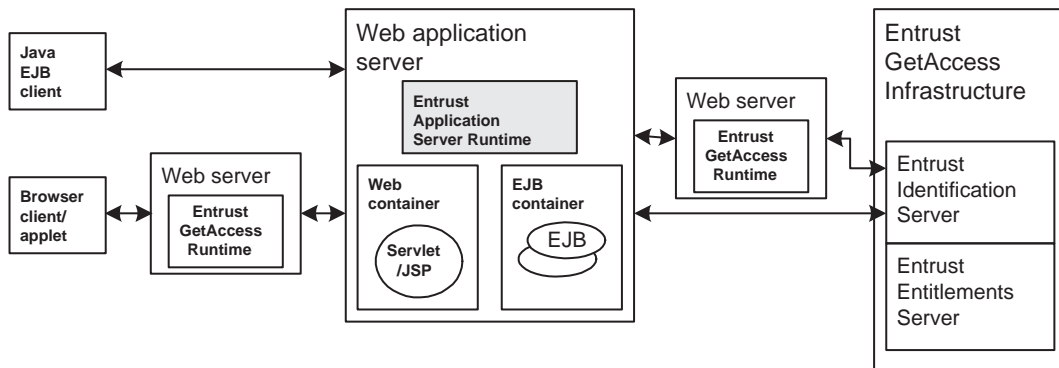 Java
EJB
client
Browser
client/
applet
Web server
Entrust
GetAccess
Runtime
Web application
server
Entrust
Application
Server Runtime
Web
container
Servlet
/JSP
EJB
container
EJB
Web server
Entrust
GetAccess
Runtime
Entrust
GetAccess
Infrastructure
Entrust
Identification
Server
Entrust
Entitlements
Server